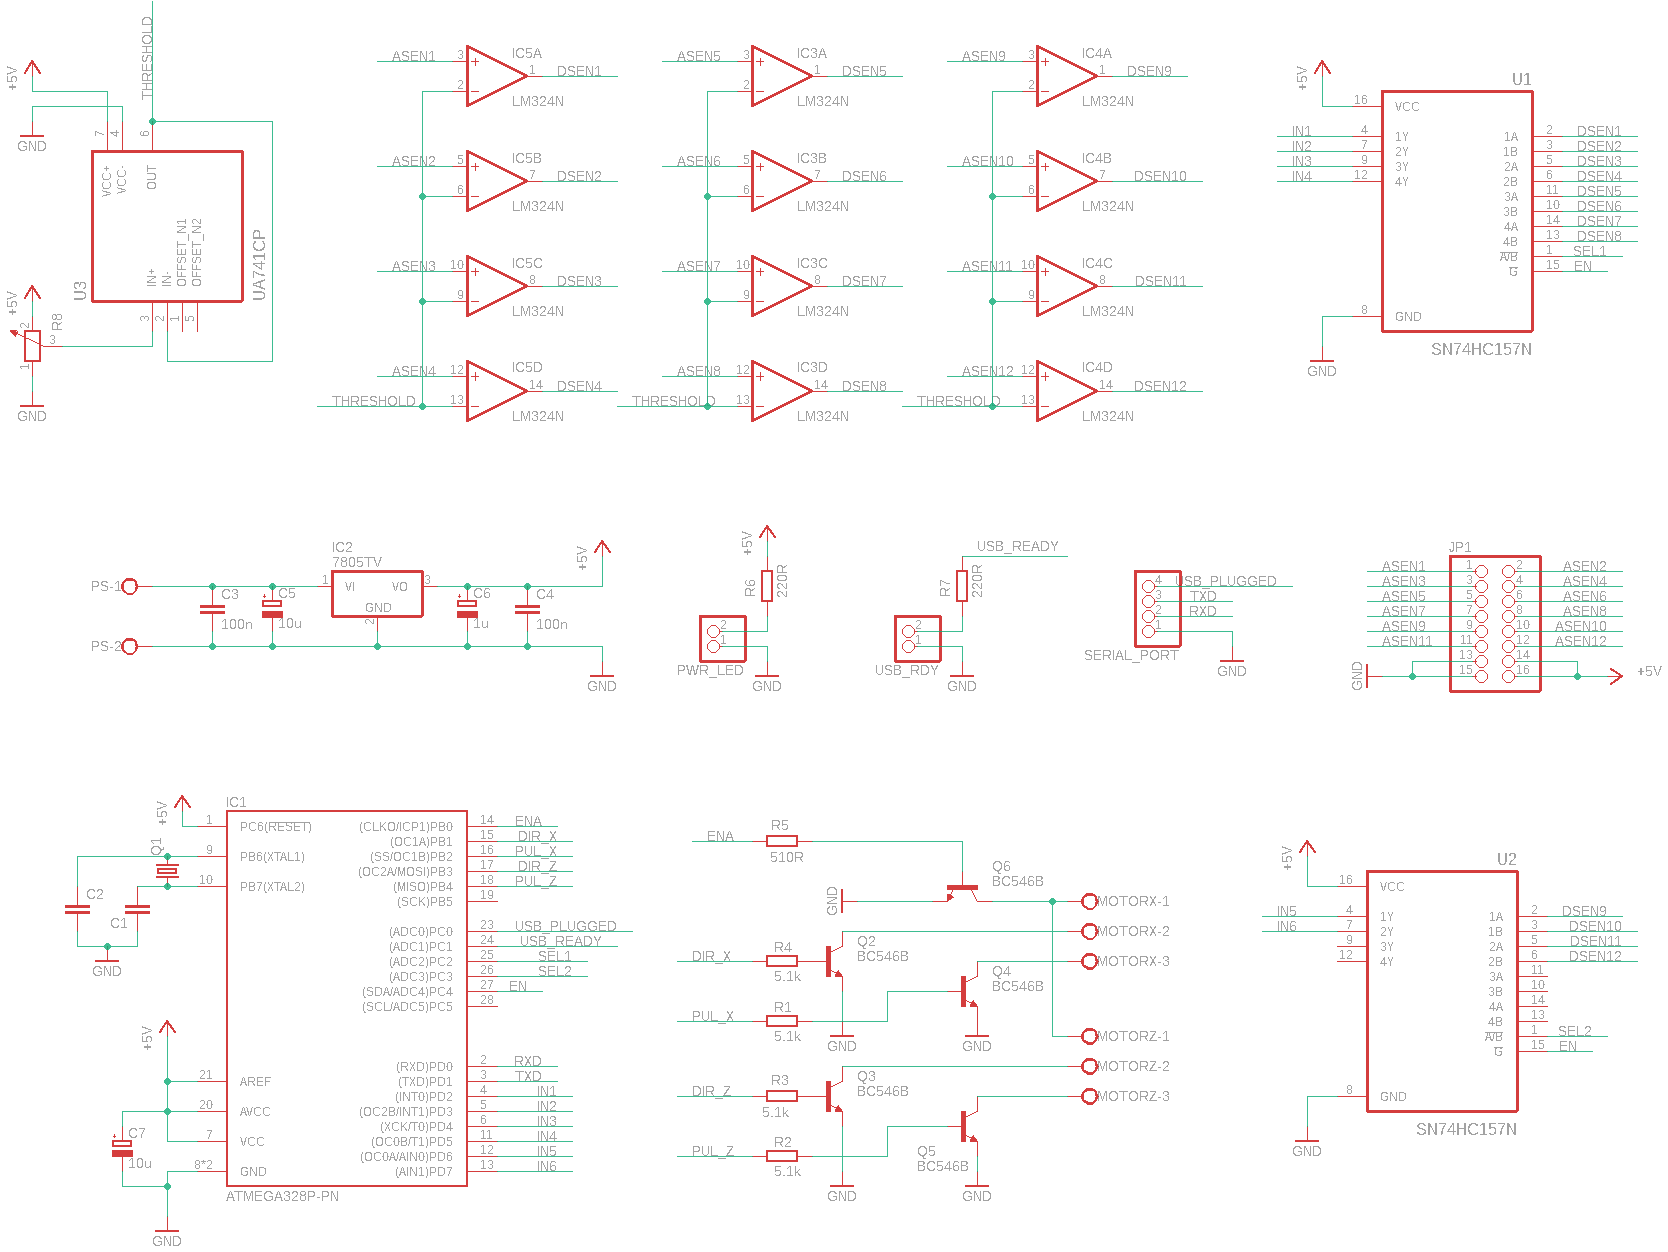 THRESHOLD
+5V
GND
7
4
6
VCC+
VCC-
OUT
IN+
IN-
OFFSET_N1
OFFSET_N2
U3
UA741CP
3
2
1
5
+5V
2
R8
3
1
GND
ASEN1
3
2
IC5A
1
DSEN1
LM324N
ASEN2
5
6
IC5B
7
DSEN2
LM324N
ASEN3
10
9
IC5C
8
DSEN3
LM324N
ASEN4
12
13
IC5D
14
DSEN4
LM324N
THRESHOLD
ASEN5
3
2
IC3A
1
DSEN5
LM324N
ASEN6
5
6
IC3B
7
DSEN6
LM324N
ASEN7
10
9
IC3C
8
DSEN7
LM324N
ASEN8
12
13
IC3D
14
DSEN8
LM324N
THRESHOLD
ASEN9
3
2
IC4A
1
DSEN9
LM324N
ASEN10
5
6
IC4B
7
DSEN10
LM324N
ASEN11
10
9
IC4C
8
DSEN11
LM324N
ASEN12
12
13
IC4D
14
DSEN12
LM324N
THRESHOLD
U1
+5V
16 VCC
IN1 4 1Y 1A 2 DSEN1
IN2 7 2Y 1B 3 DSEN2
IN3 9 3Y 2A 5 DSEN3
IN4 12 4Y 2B 6 DSEN4
3A 11 DSEN5
3B 10 DSEN6
4A 14 DSEN7
4B 13 DSEN8
A/B 1 SEL1
G 15 EN
8 GND
GND
SN74HC157N
PS-1
PS-2
C3
100n
C5
10u
IC2
7805TV
1 VI VO 3
GND
2
C6
1u
C4
100n
+5V
GND
+5V
R6
220R
2
1
PWR_LED
GND
USB_READY
R7
220R
2
1
USB_RDY
GND
4 USB_PLUGGED
3 TXD
2 RXD
1
SERIAL_PORT
GND
JP1
ASEN1 1 2 ASEN2
ASEN3 3 4 ASEN4
ASEN5 5 6 ASEN6
ASEN7 7 8 ASEN8
ASEN9 9 10 ASEN10
ASEN11 11 12 ASEN12
13 14
GND 15 16 +5V
IC1
+5V
1 PC6(RESET) (CLKO/ICP1)PB0 14 ENA
(OC1A)PB1 15 DIR_X
Q1 9 PB6(XTAL1) (SS/OC1B)PB2 16 PUL_X
(OC2A/MOSI)PB3 17 DIR_Z
10 PB7(XTAL2) (MISO)PB4 18 PUL_Z
(SCK)PB5 19
C2
C1
GND
(ADC0)PC0 23 USB_PLUGGED
(ADC1)PC1 24 USB_READY
(ADC2)PC2 25 SEL1
(ADC3)PC3 26 SEL2
(SDA/ADC4)PC4 27 EN
(SCL/ADC5)PC5 28
+5V
(RXD)PD0 2 RXD
21 AREF (TXD)PD1 3 TXD
(INT0)PD2 4 IN1
20 AVCC (OC2B/INT1)PD3 5 IN2
(XCK/T0)PD4 6 IN3
7 VCC (OC0B/T1)PD5 11 IN4
(OC0A/AIN0)PD6 12 IN5
8*2 GND (AIN1)PD7 13 IN6
C7
10u
ATMEGA328P-PN
GND
ENA
R5
510R
Q6
BC546B
GND
MOTORX-1
MOTORX-2
MOTORX-3
DIR_X
R4
5.1k
Q2
BC546B
Q4
BC546B
PUL_X
R1
5.1k
GND
GND
MOTORZ-1
MOTORZ-2
MOTORZ-3
DIR_Z
R3
5.1k
Q3
BC546B
PUL_Z
R2
5.1k
Q5
BC546B
GND
GND
U2
+5V
16 VCC
IN5 4 1Y 1A 2 DSEN9
IN6 7 2Y 1B 3 DSEN10
9 3Y 2A 5 DSEN11
12 4Y 2B 6 DSEN12
3A 11
3B 10
4A 14
4B 13
A/B 1 SEL2
G 15 EN
8 GND
GND
SN74HC157N